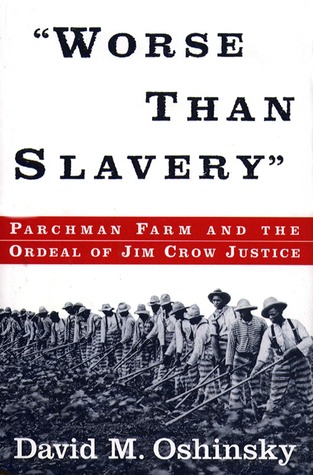 "WORSE
THAN
SLAVERY"
PARCHMAN FARM AND THE
ORDEAL OF JIM CROW JUSTICE
David M. Oshinsky